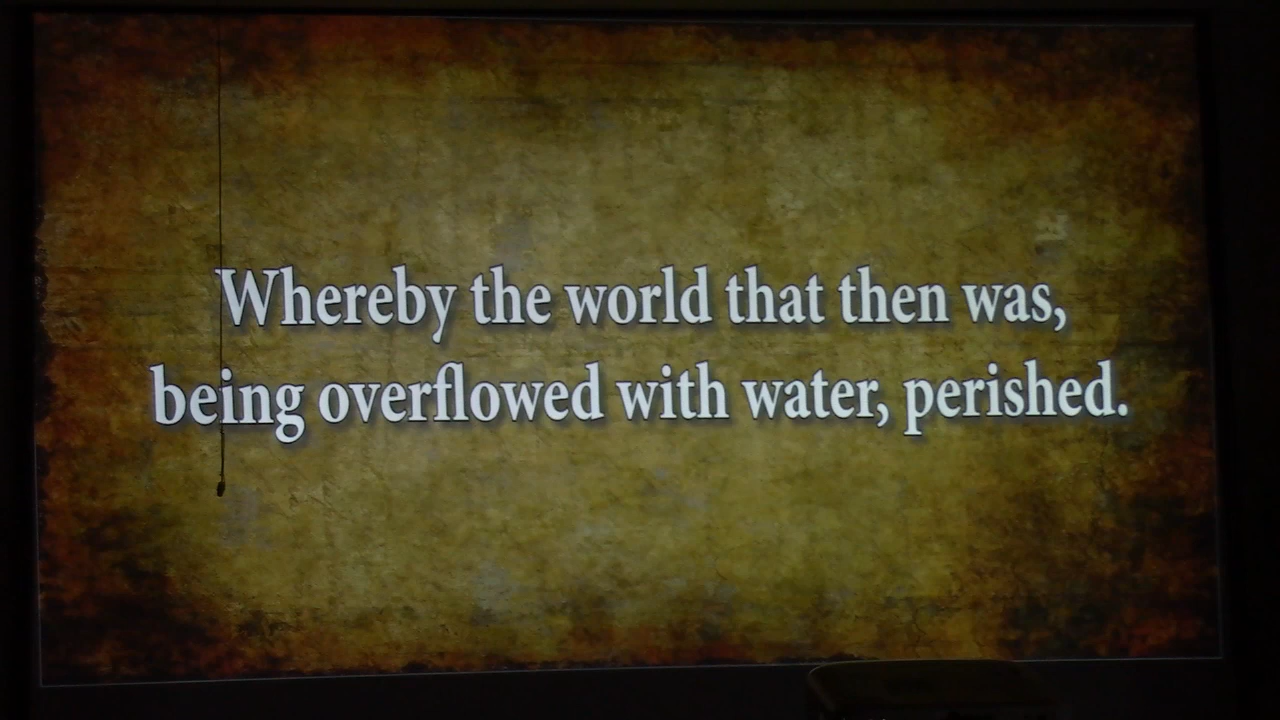 Whereby the world that then was,
being overflowed with water, perished.